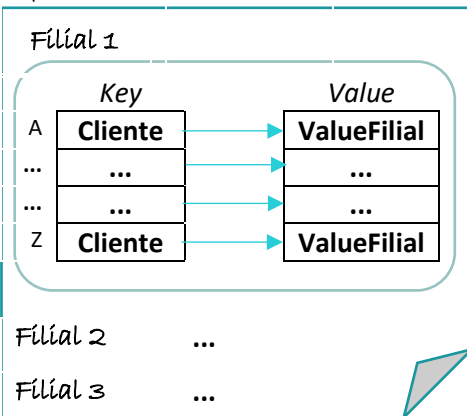 Filial 1
Key Value
A Cliente ValueFilial
... ... ...
... ... ...
Z Cliente ValueFilial
Filial 2 ...
Filial 3 ...